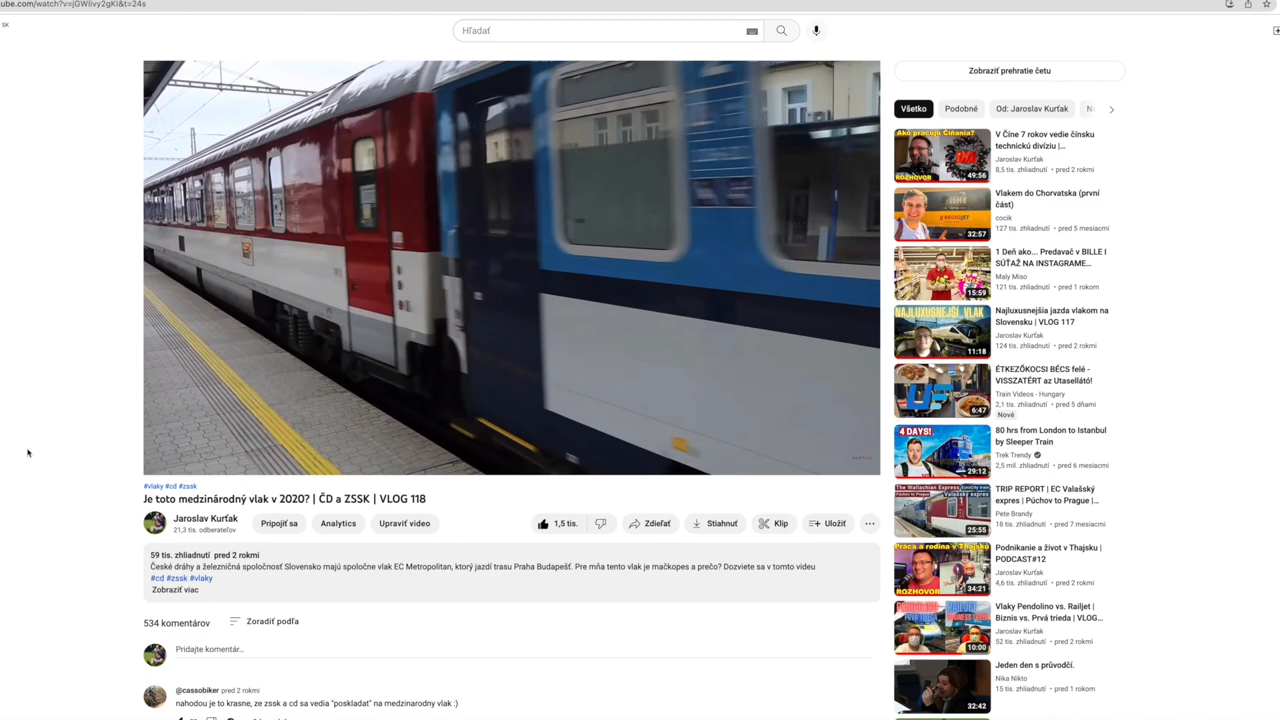 ube.com/watch?v=jGWlivy2gKI&t=24s
SK
Hľadať
Zobraziť prehratie četu
Všetko
Podobné
Od: Jaroslav Kurťak
#vlaky #cd #zssk
Je toto medzinárodný vlak v 2020? | ČD a ZSSK | VLOG 118
Jaroslav Kurťak
21,3 tis. odberateľov
Pripojiť sa
Analytics
Upraviť video
1,5 tis.
Zdieľať
Stiahnuť
Klip
Uložiť
59 tis. zhliadnutí pred 2 rokmi
České dráhy a železničná spoločnosť Slovensko majú spoločne vlak EC Metropolitan, ktorý jazdí trasu Praha Budapešť. Pre mňa tento vlak je mačkopes a prečo? Dozviete sa v tomto videu
#cd #zssk #vlaky
Zobraziť viac
534 komentárov
Zoradiť podľa
Pridajte komentár...
@cassobiker pred 2 rokmi
nahodou je to krasne, ze zssk a cd sa vedia "poskladat" na medzinarodny vlak :)
Ako pracujú Číňania?
ROZHOVOR
49:56
V Číne 7 rokov vedie čínsku
technickú divíziu |...
Jaroslav Kurťak
8,5 tis. zhliadnutí • pred 2 rokmi
REGIOJET
32:57
Vlakem do Chorvatska (první
část)
cocik
127 tis. zhliadnutí • pred 5 mesiacmi
15:59
1 Deň ako... Predavač v BILLE I
SÚŤAŽ NA INSTAGRAME...
Maly Miso
121 tis. zhliadnutí • pred 1 rokom
NAJLUXUSNEJŠÍ VLAK
11:18
Najluxusnejšia jazda vlakom na
Slovensku | VLOG 117
Jaroslav Kurťak
124 tis. zhliadnutí • pred 2 rokmi
6:47
ÉTKEZŐKOCSI BÉCS felé -
VISSZATÉRT az Utasellátó!
Train Videos - Hungary
2,1 tis. zhliadnutí • pred 5 dňami
Nové
4 DAYS!
29:12
80 hrs from London to Istanbul
by Sleeper Train
Trek Trendy
2,5 mil. zhliadnutí • pred 6 mesiacmi
The Wallachian Express
EuroCity train
Púchov to Prague
Valašský expres
25:55
TRIP REPORT | EC Valašský
expres | Púchov to Prague |...
Pete Brandy
18 tis. zhliadnutí • pred 7 mesiacmi
Práca a rodina v Thajsku
ROZHOVOR
34:21
Podnikanie a život v Thajsku |
PODCAST#12
Jaroslav Kurťak
4,6 tis. zhliadnutí • pred 2 rokmi
10:00
Vlaky Pendolino vs. Railjet |
Biznis vs. Prvá trieda | VLOG...
Jaroslav Kurťak
52 tis. zhliadnutí • pred 2 rokmi
32:42
Jeden den s průvodčí.
Nika Nikto
15 tis. zhliadnutí • pred 1 rokom